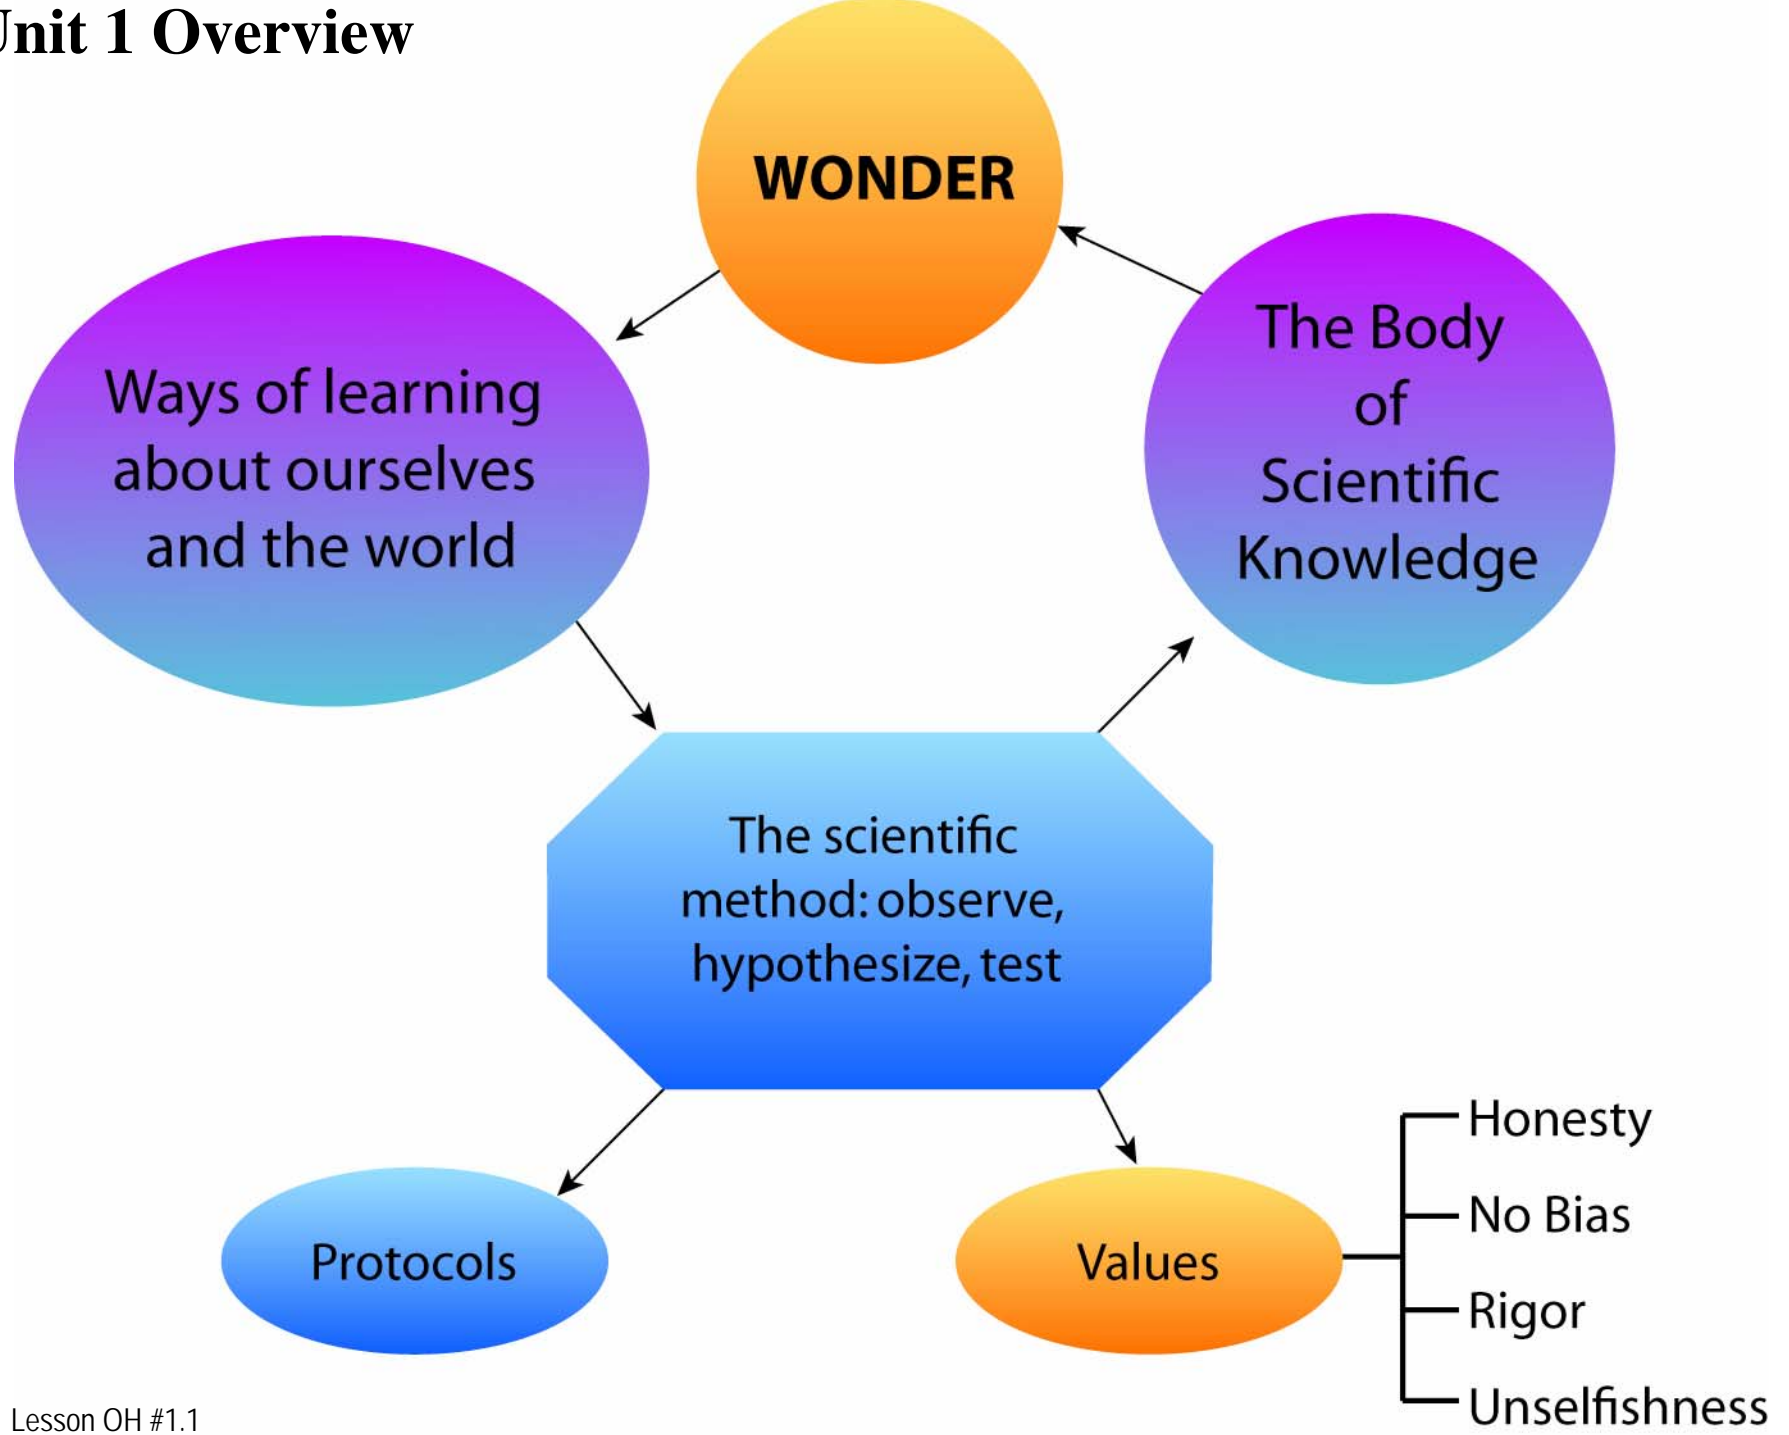 Unit 1 Overview
WONDER
Ways of learning
about ourselves
and the world
The Body
of
Scientific
Knowledge
The scientific
method: observe,
hypothesize, test
Protocols
Values
Honesty
No Bias
Rigor
Unselfishness
Lesson OH #1.1